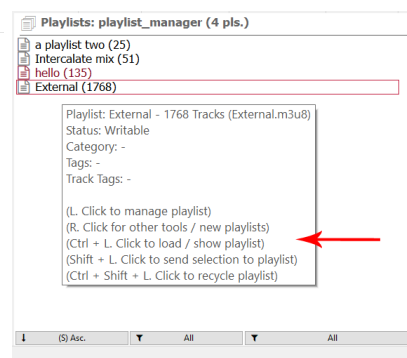 Playlists: playlist_manager (4 pls.)
a playlist two (25)
Intercalate mix (51)
hello (135)
External (1768)
Playlist: External - 1768 Tracks (External.m3u8)
Status: Writable
Category: -
Tags: -
Track Tags: -
(L. Click to manage playlist)
(R. Click for other tools / new playlists)
(Ctrl + L. Click to load / show playlist)
(Shift + L. Click to send selection to playlist)
(Ctrl + Shift + L. Click to recycle playlist)
(S) Asc. All All